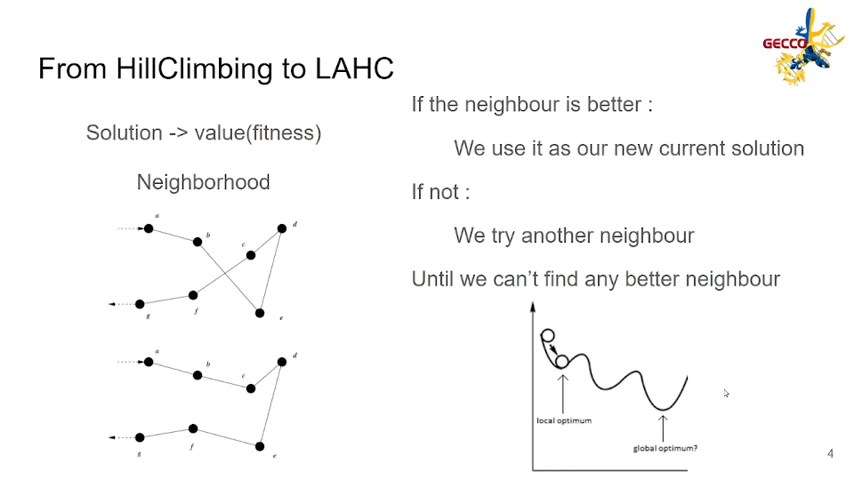 GECCO
From HillClimbing to LAHC
Solution -> value(fitness)
Neighborhood
a
b
c
d
e
f
g
a
b
c
d
e
f
g
If the neighbour is better :
We use it as our new current solution
If not :
We try another neighbour
Until we can't find any better neighbour
local optimum
global optimum?
4